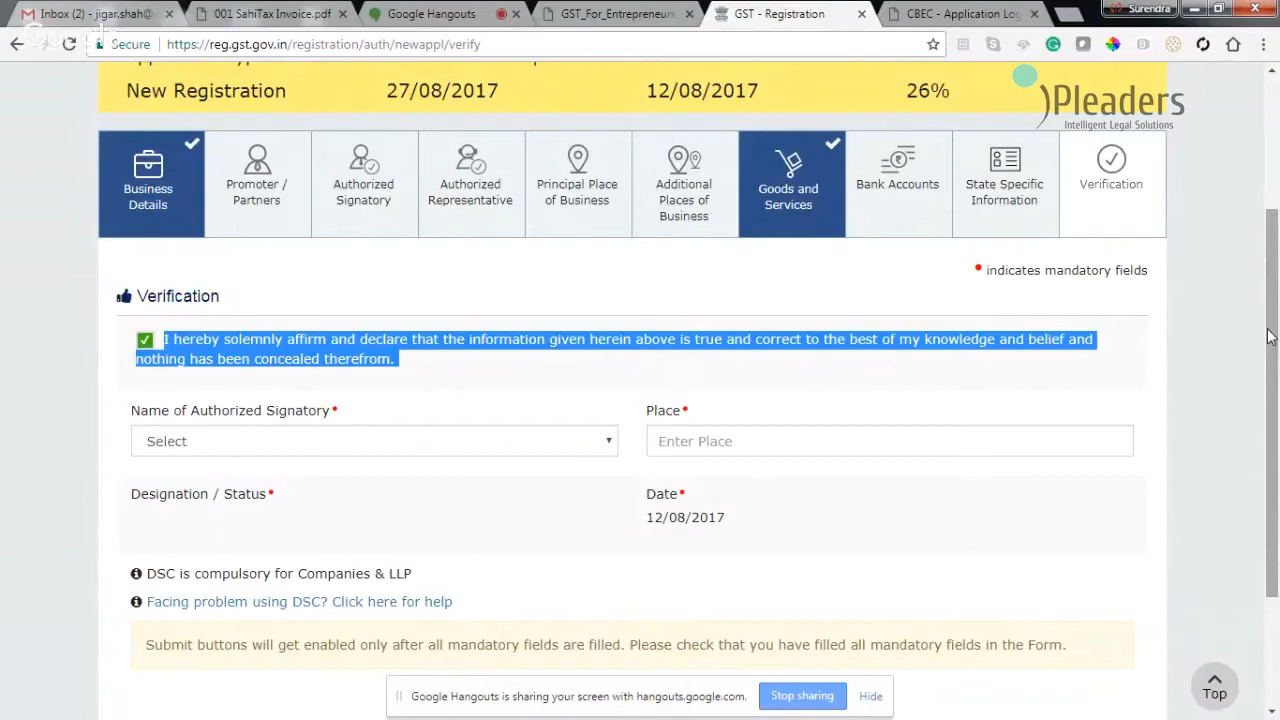 Inbox (2) - jigar.shah@
001 SahiTax Invoice.pdf
Google Hangouts
GST_For_Entrepreneurs
GST - Registration
CBEC - Application Lo
Surendra
Secure
https://reg.gst.gov.in/registration/auth/newappl/verify
New Registration 27/08/2017 12/08/2017 26%
iPleaders
Intelligent Legal Solutions
Business Details
Promoter / Partners
Authorized Signatory
Authorized Representative
Principal Place of Business
Additional Places of Business
Goods and Services
Bank Accounts
State Specific Information
Verification
• indicates mandatory fields
Verification
I hereby solemnly affirm and declare that the information given herein above is true and correct to the best of my knowledge and belief and
nothing has been concealed therefrom.
Name of Authorized Signatory•
Place•
Select
Enter Place
Designation / Status•
Date•
12/08/2017
DSC is compulsory for Companies & LLP
Facing problem using DSC? Click here for help
Submit buttons will get enabled only after all mandatory fields are filled. Please check that you have filled all mandatory fields in the Form.
Google Hangouts is sharing your screen with hangouts.google.com.
Stop sharing
Hide
Top